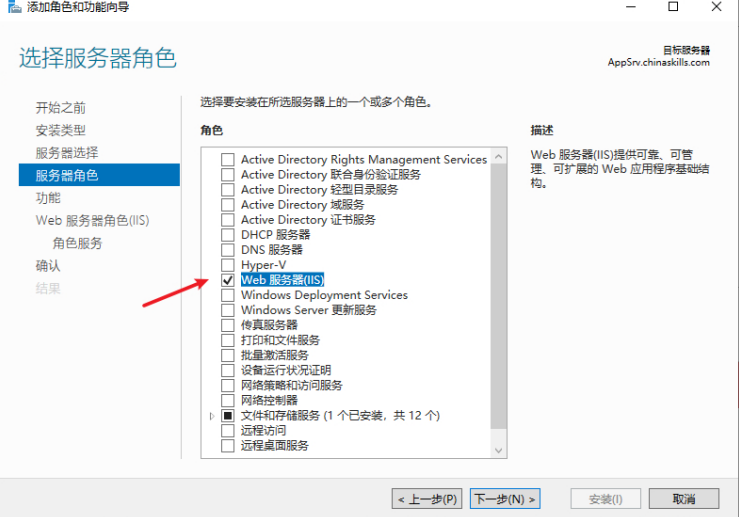 添加角色和功能向导
选择服务器角色
目标服务器
AppSrv.chinaskills.com
开始之前
安装类型
服务器选择
服务器角色
功能
Web 服务器角色(IIS)
角色服务
确认
结果
选择要安装在所选服务器上的一个或多个角色。
角色
Active Directory Rights Management Services
Active Directory 联合身份验证服务
Active Directory 轻型目录服务
Active Directory 域服务
Active Directory 证书服务
DHCP 服务器
DNS 服务器
Hyper-V
Web 服务器(IIS)
Windows Deployment Services
Windows Server 更新服务
传真服务器
打印和文件服务
批量激活服务
设备运行状况证明
网络策略和访问服务
网络控制器
文件和存储服务 (1 个已安装，共 12 个)
远程访问
远程桌面服务
描述
Web 服务器(IIS)提供可靠、可管
理、可扩展的 Web 应用程序基础结
构。
< 上一步(P)
下一步(N) >
安装(I)
取消